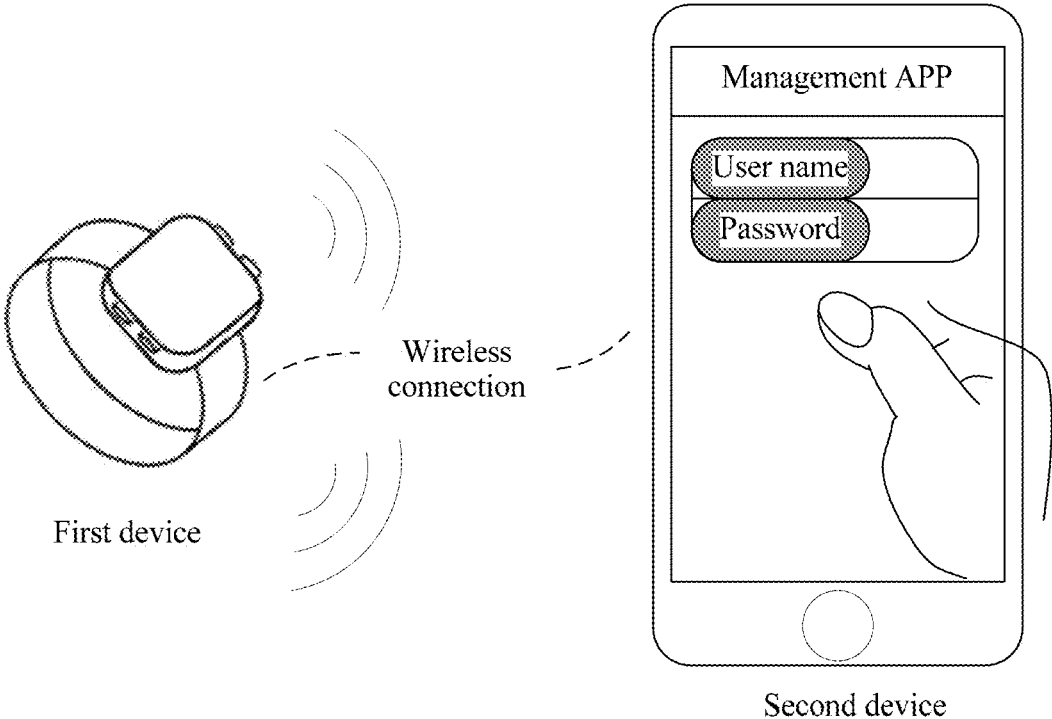 Management APP
User name
Password
Wireless
connection
First device
Second device